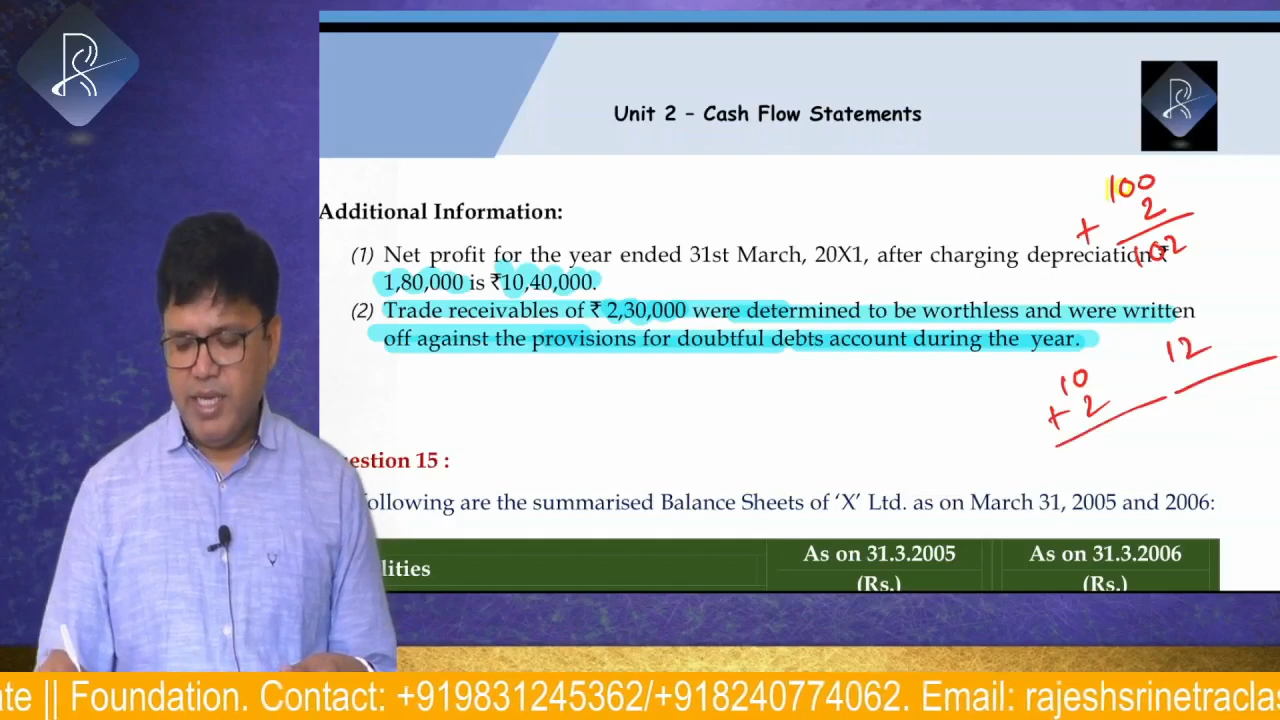 RS
Unit 2 – Cash Flow Statements
RS
100
+ 2
102
Additional Information:
(1) Net profit for the year ended 31st March, 20X1, after charging depreciation ₹
1,80,000 is ₹10,40,000.
(2) Trade receivables of ₹ 2,30,000 were determined to be worthless and were written
off against the provisions for doubtful debts account during the year.
12
10
+ 2
estion 15 :
ollowing are the summarised Balance Sheets of ‘X’ Ltd. as on March 31, 2005 and 2006:
lities
As on 31.3.2005
(Rs.)
As on 31.3.2006
(Rs.)
ate || Foundation. Contact: +919831245362/+918240774062. Email: rajeshsrinetraclas